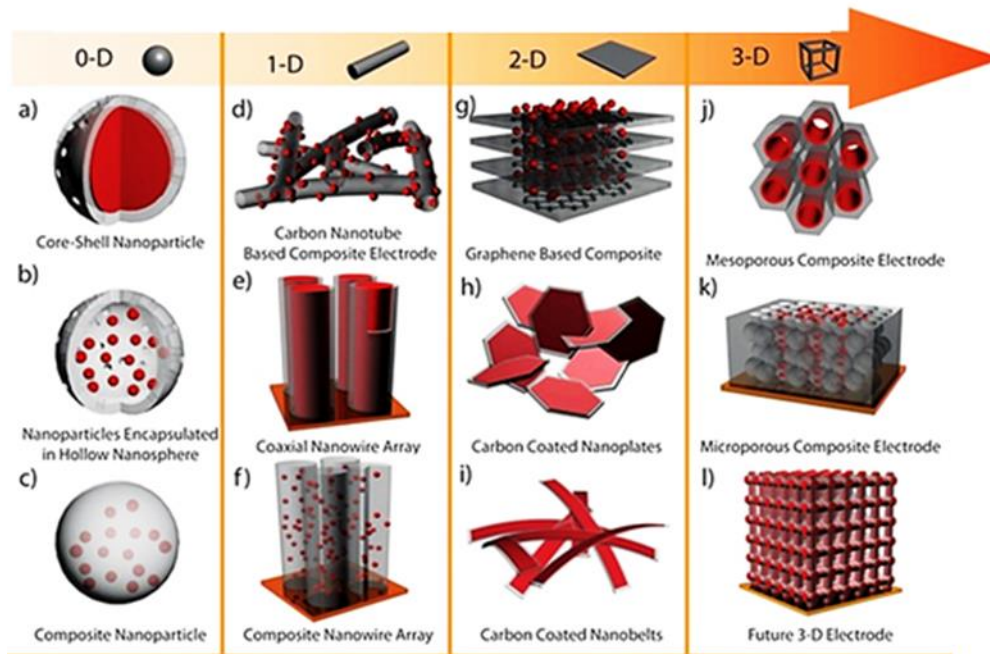 0-D
1-D
2-D
3-D
a)
Core-Shell Nanoparticle
b)
Nanoparticles Encapsulated
in Hollow Nanosphere
c)
Composite Nanoparticle
d)
Carbon Nanotube
Based Composite Electrode
e)
Coaxial Nanowire Array
f)
Composite Nanowire Array
g)
Graphene Based Composite
h)
Carbon Coated Nanoplates
i)
Carbon Coated Nanobelts
j)
Mesoporous Composite Electrode
k)
Microporous Composite Electrode
l)
Future 3-D Electrode